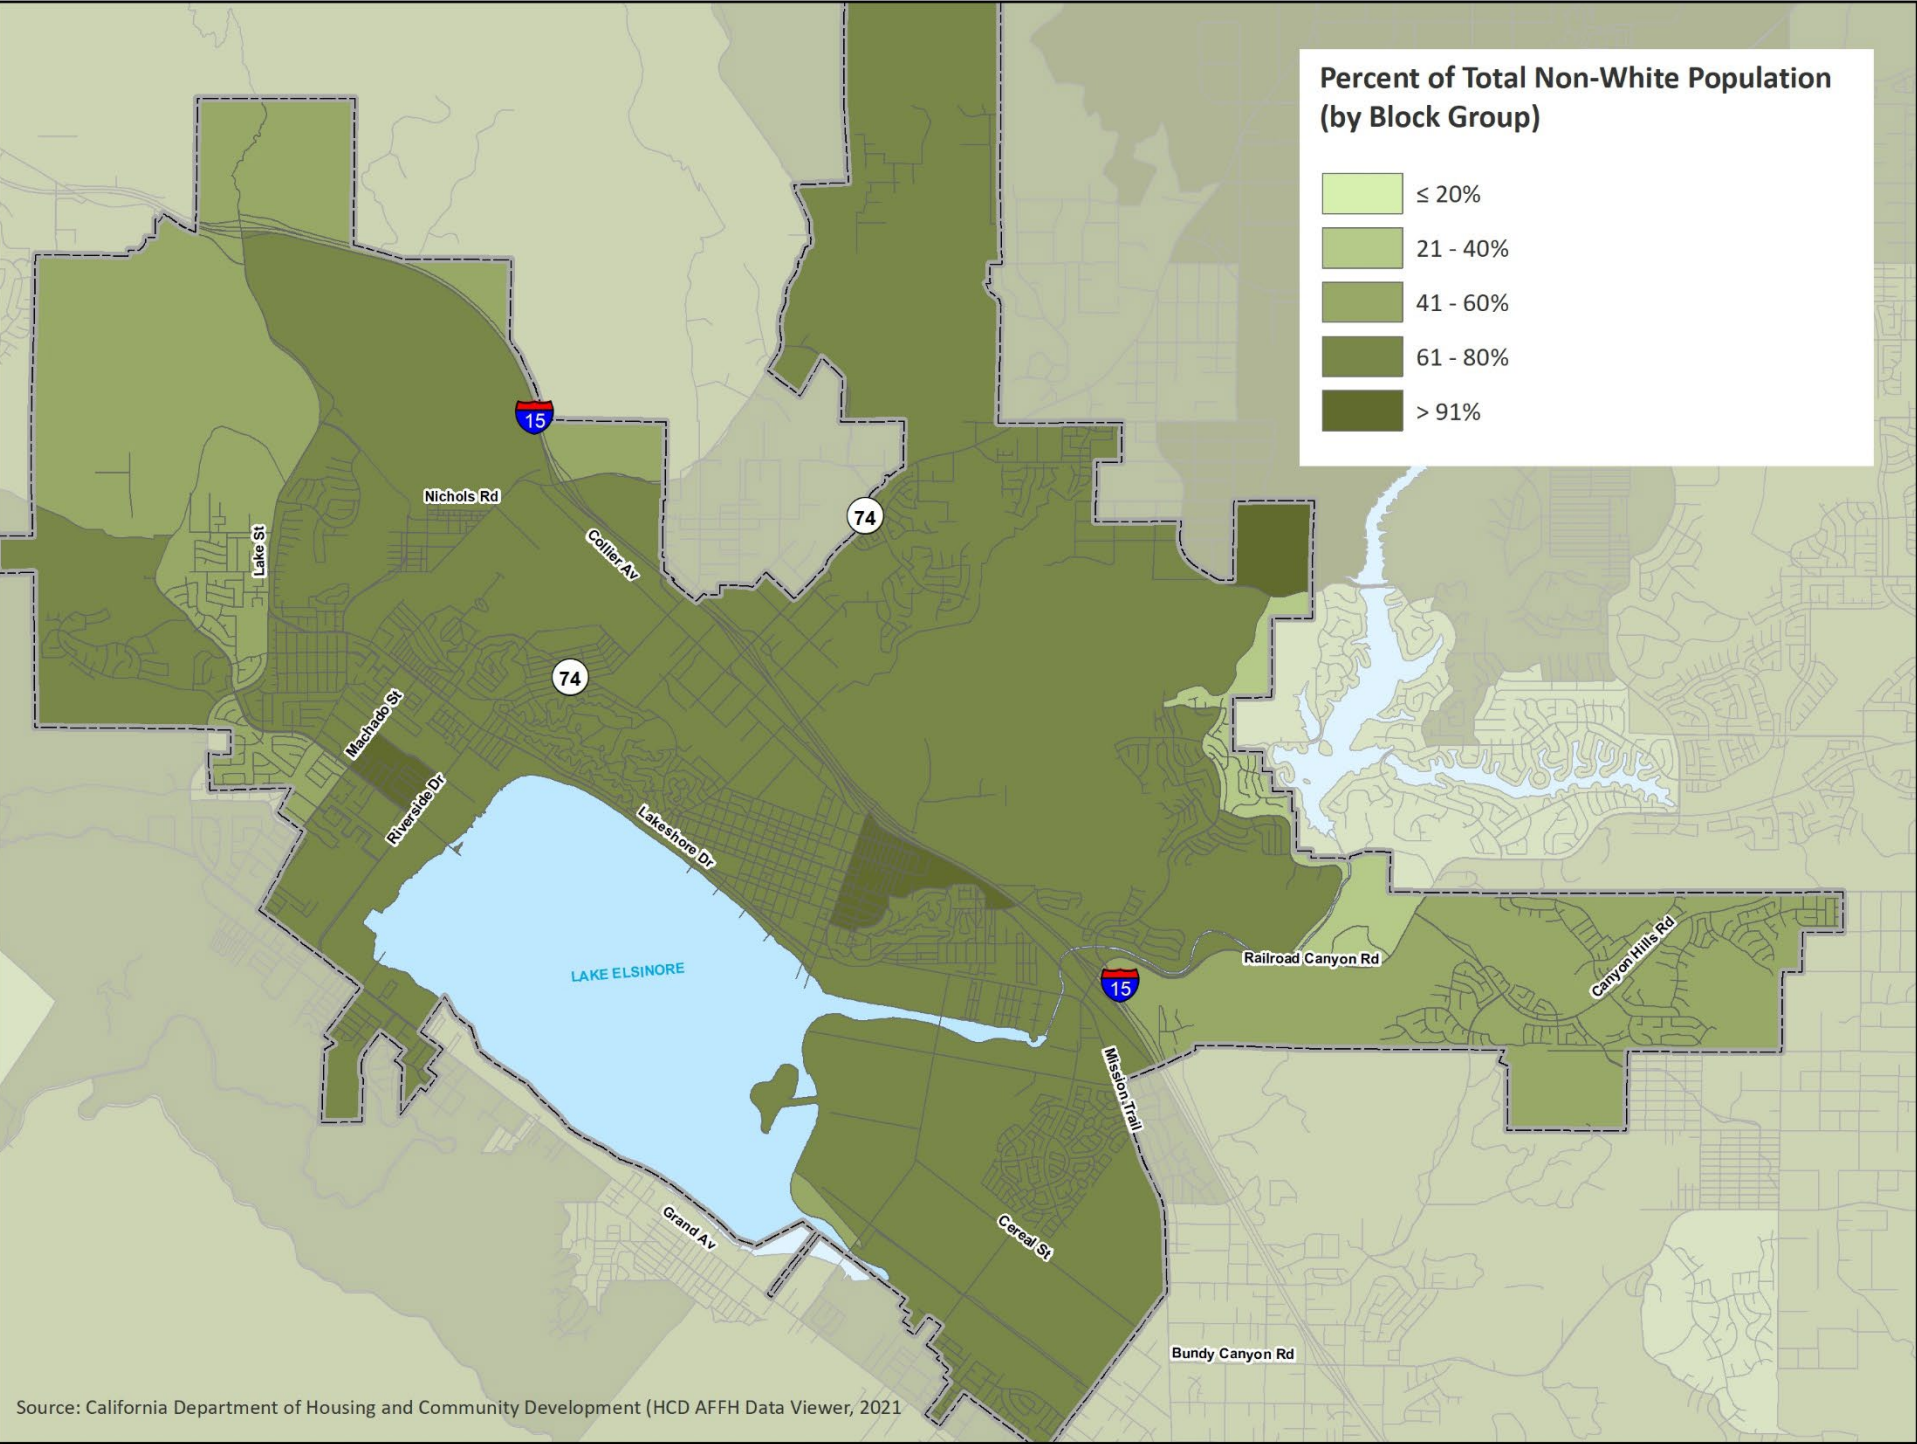 Percent of Total Non-White Population
(by Block Group)
≤ 20%
21 - 40%
41 - 60%
61 - 80%
> 91%
15
Nichols Rd
74
Collier Av
Lake St
74
Machado St
Riverside Dr
Lakeshore Dr
LAKE ELSINORE
Railroad Canyon Rd
Canyon Hills Rd
15
Mission Trail
Grand Av
Cereal St
Bundy Canyon Rd
Source: California Department of Housing and Community Development (HCD AFFH Data Viewer, 2021